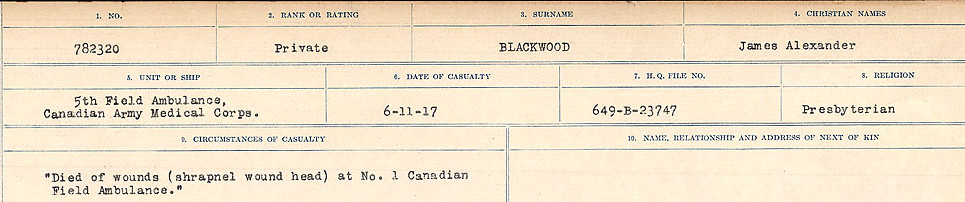 1. NO. 2. RANK OR RATING 3. SURNAME 4. CHRISTIAN NAMES
782320 Private BLACKWOOD James Alexander
5. UNIT OR SHIP 6. DATE OF CASUALTY 7. H.Q. FILE NO. 8. RELIGION
5th Field Ambulance,
Canadian Army Medical Corps. 6-11-17 649-B-23747 Presbyterian
9. CIRCUMSTANCES OF CASUALTY 10. NAME, RELATIONSHIP AND ADDRESS OF NEXT OF KIN
"Died of wounds (shrapnel wound head) at No. 1 Canadian
Field Ambulance."